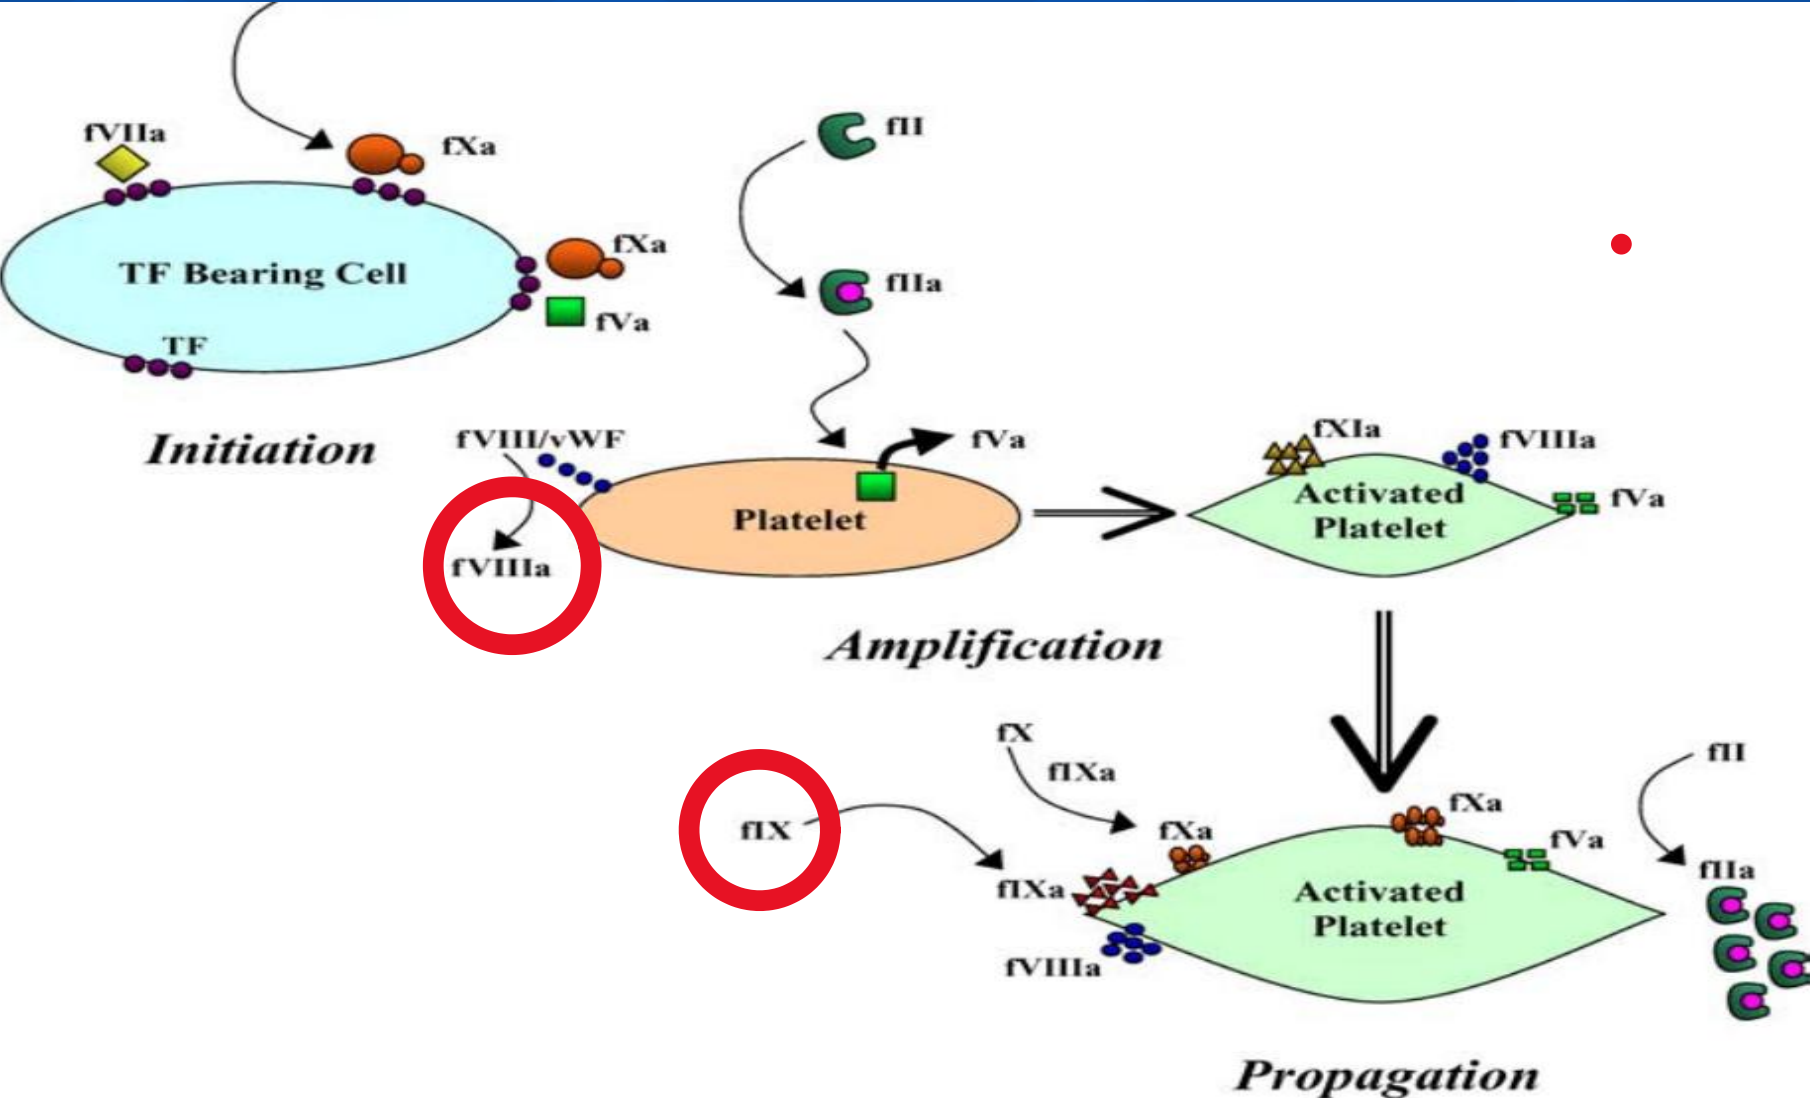 fVIIa
fXa
fII
TF Bearing Cell
fXa
fIIa
fVa
TF
Initiation
fVIII/vWF
fVa
fXIa
fVIIIa
Platelet
Activated
Platelet
fVa
fVIIIa
Amplification
fX
fIXa
fII
fIX
fXa
fXa
fVa
fIXa
Activated
Platelet
fIIa
fVIIIa
Propagation